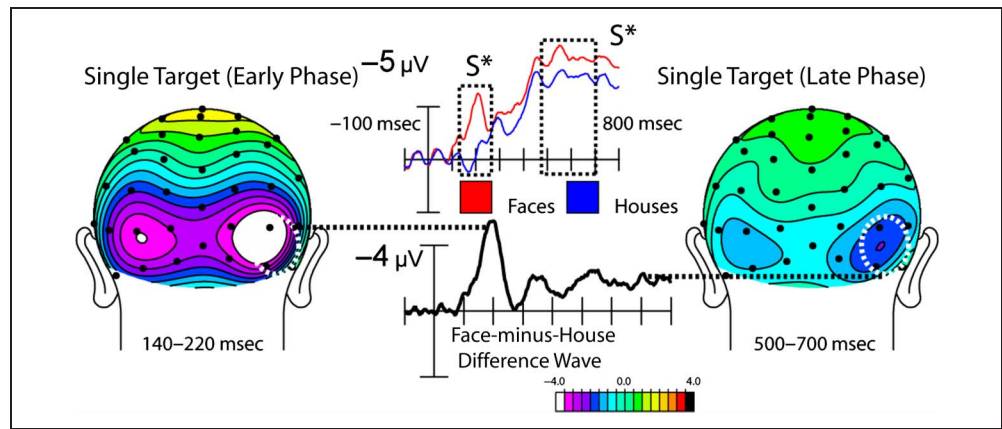 Single Target (Early Phase)
−5 µV
S*
S*
Single Target (Late Phase)
−100 msec
800 msec
Faces
Houses
−4 µV
Face-minus-House
Difference Wave
140–220 msec
500–700 msec
−4.0
0.0
4.0